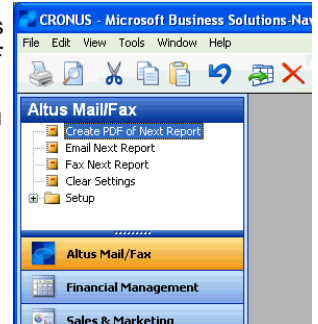 CRONUS - Microsoft Business Solutions-Nav
File Edit View Tools Window Help
Altus Mail/Fax
Create PDF of Next Report
Email Next Report
Fax Next Report
Clear Settings
Setup
Altus Mail/Fax
Financial Management
Sales & Marketing